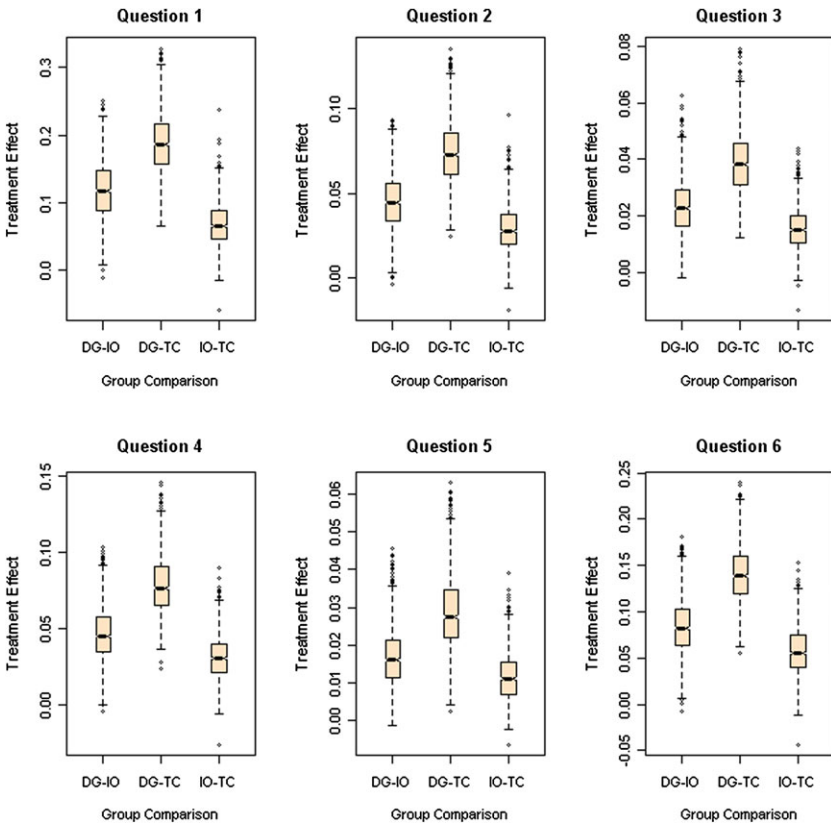 Question 1
Treatment Effect
0.3
0.2
0.1
0.0
DG-IO DG-TC IO-TC
Group Comparison
Question 2
Treatment Effect
0.10
0.05
0.00
DG-IO DG-TC IO-TC
Group Comparison
Question 3
Treatment Effect
0.08
0.06
0.04
0.02
0.00
DG-IO DG-TC IO-TC
Group Comparison
Question 4
Treatment Effect
0.15
0.10
0.05
0.00
DG-IO DG-TC IO-TC
Group Comparison
Question 5
Treatment Effect
0.06
0.05
0.04
0.03
0.02
0.01
0.00
DG-IO DG-TC IO-TC
Group Comparison
Question 6
Treatment Effect
0.25
0.20
0.15
0.10
0.05
0.00
-0.05
DG-IO DG-TC IO-TC
Group Comparison